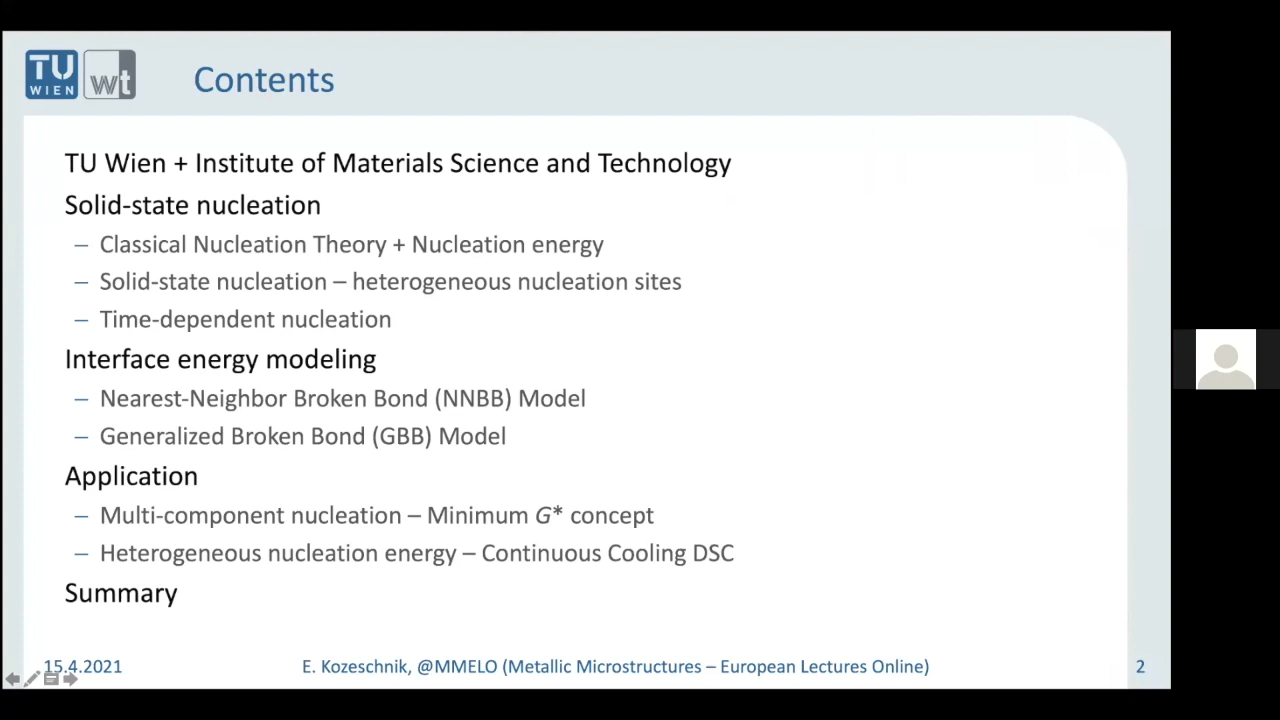 TU
WIEN
wt
Contents
TU Wien + Institute of Materials Science and Technology
Solid-state nucleation
– Classical Nucleation Theory + Nucleation energy
– Solid-state nucleation – heterogeneous nucleation sites
– Time-dependent nucleation
Interface energy modeling
– Nearest-Neighbor Broken Bond (NNBB) Model
– Generalized Broken Bond (GBB) Model
Application
– Multi-component nucleation – Minimum G* concept
– Heterogeneous nucleation energy – Continuous Cooling DSC
Summary
15.4.2021
E. Kozeschnik, @MMELO (Metallic Microstructures – European Lectures Online)
2